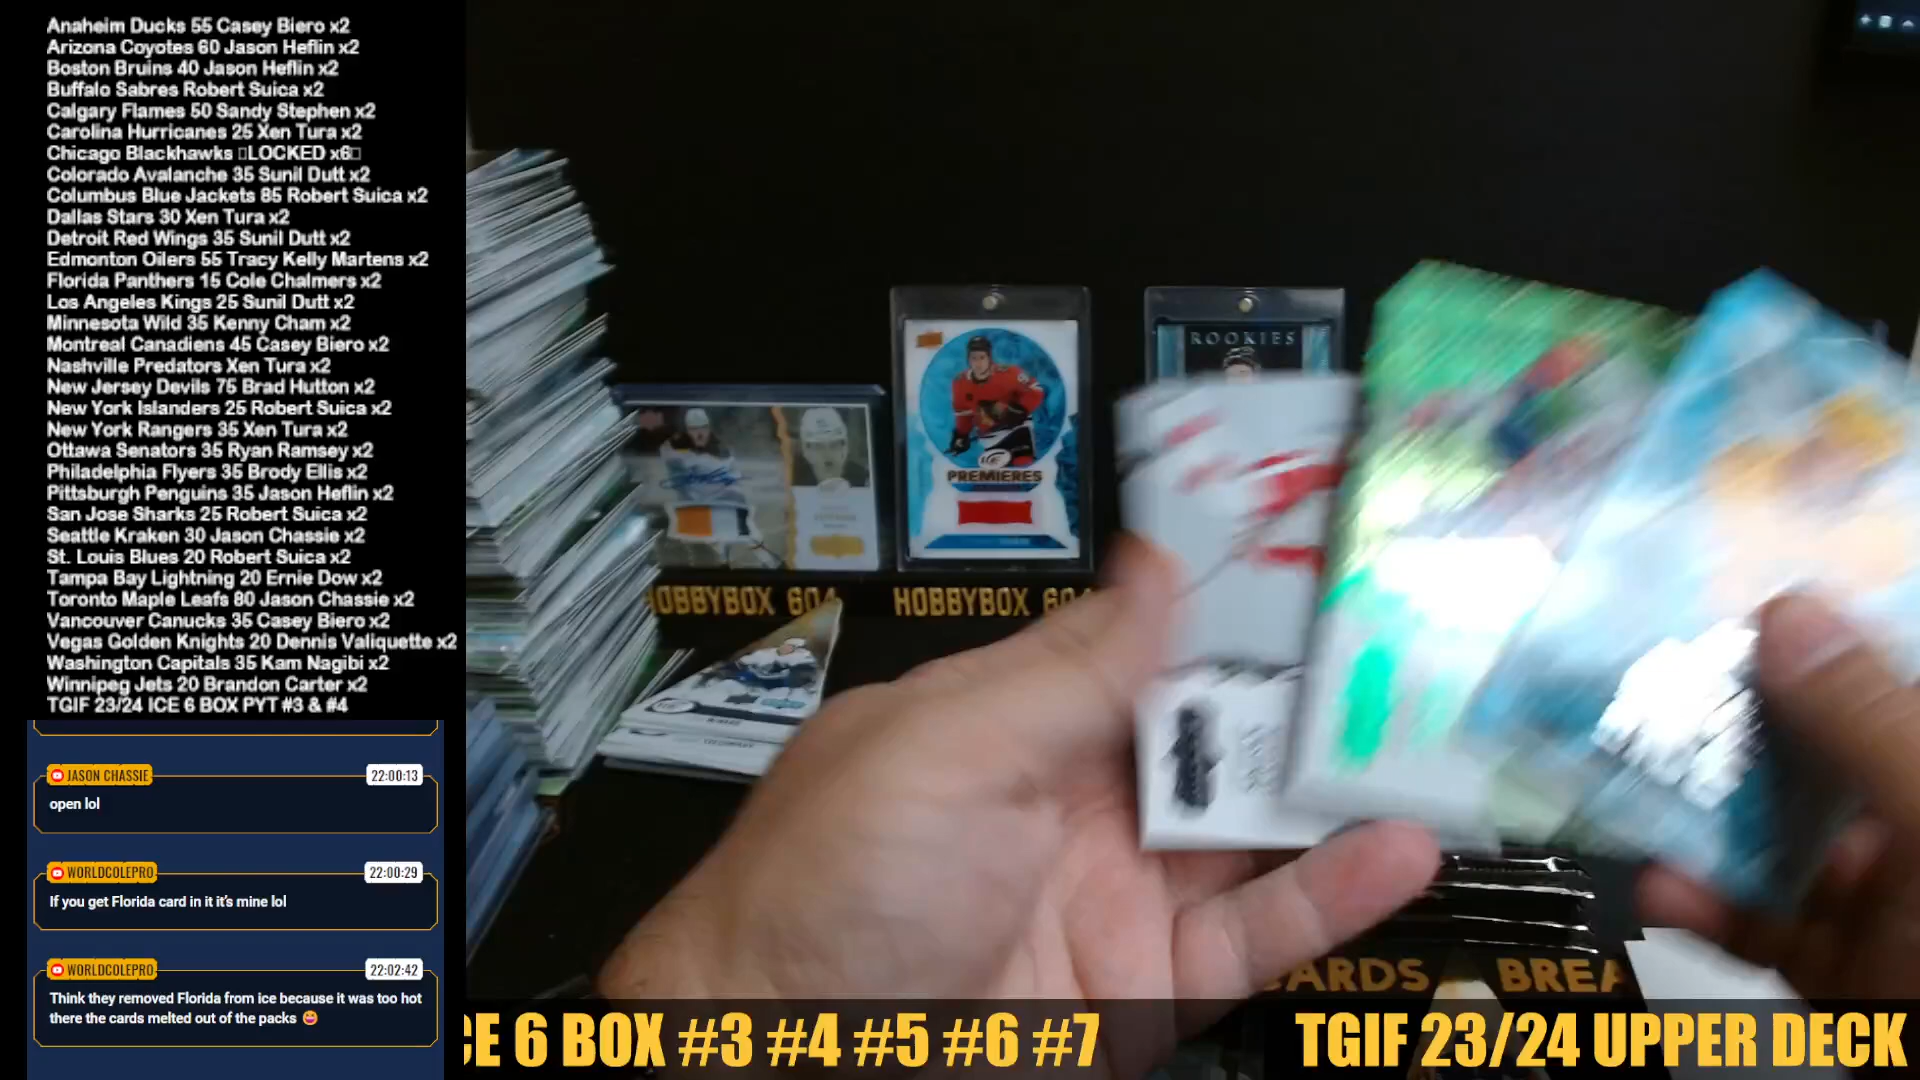 Anaheim Ducks 55 Casey Biero x2
Arizona Coyotes 60 Jason Heflin x2
Boston Bruins 40 Jason Heflin x2
Buffalo Sabres Robert Suica x2
Calgary Flames 50 Sandy Stephen x2
Carolina Hurricanes 25 Xen Tura x2
Chicago Blackhawks LOCKED x6
Colorado Avalanche 35 Sunil Dutt x2
Columbus Blue Jackets 85 Robert Suica x2
Dallas Stars 30 Xen Tura x2
Detroit Red Wings 35 Sunil Dutt x2
Edmonton Oilers 55 Tracy Kelly Martens x2
Florida Panthers 15 Cole Chalmers x2
Los Angeles Kings 25 Sunil Dutt x2
Minnesota Wild 35 Kenny Cham x2
Montreal Canadiens 45 Casey Biero x2
Nashville Predators Xen Tura x2
New Jersey Devils 75 Brad Hutton x2
New York Islanders 25 Robert Suica x2
New York Rangers 35 Xen Tura x2
Ottawa Senators 35 Ryan Ramsey x2
Philadelphia Flyers 35 Brody Ellis x2
Pittsburgh Penguins 35 Jason Heflin x2
San Jose Sharks 25 Robert Suica x2
Seattle Kraken 30 Jason Chassie x2
St. Louis Blues 20 Robert Suica x2
Tampa Bay Lightning 20 Ernie Dow x2
Toronto Maple Leafs 80 Jason Chassie x2
Vancouver Canucks 35 Casey Biero x2
Vegas Golden Knights 20 Dennis Valiquette x2
Washington Capitals 35 Kam Nagibi x2
Winnipeg Jets 20 Brandon Carter x2
TGIF 23/24 ICE 6 BOX PYT #3 & #4
JASON CHASSIE 22:00:13
open lol
WORLDCOLEPRO 22:00:29
If you get Florida card in it it's mine lol
WORLDCOLEPRO 22:02:42
Think they removed Florida from ice because it was too hot
there the cards melted out of the packs 😄
ROOKIES
PREMIERES
HOBBYBOX 604 HOBBYBOX 604
CARDS BREA
CE 6 BOX #3 #4 #5 #6 #7 TGIF 23/24 UPPER DECK